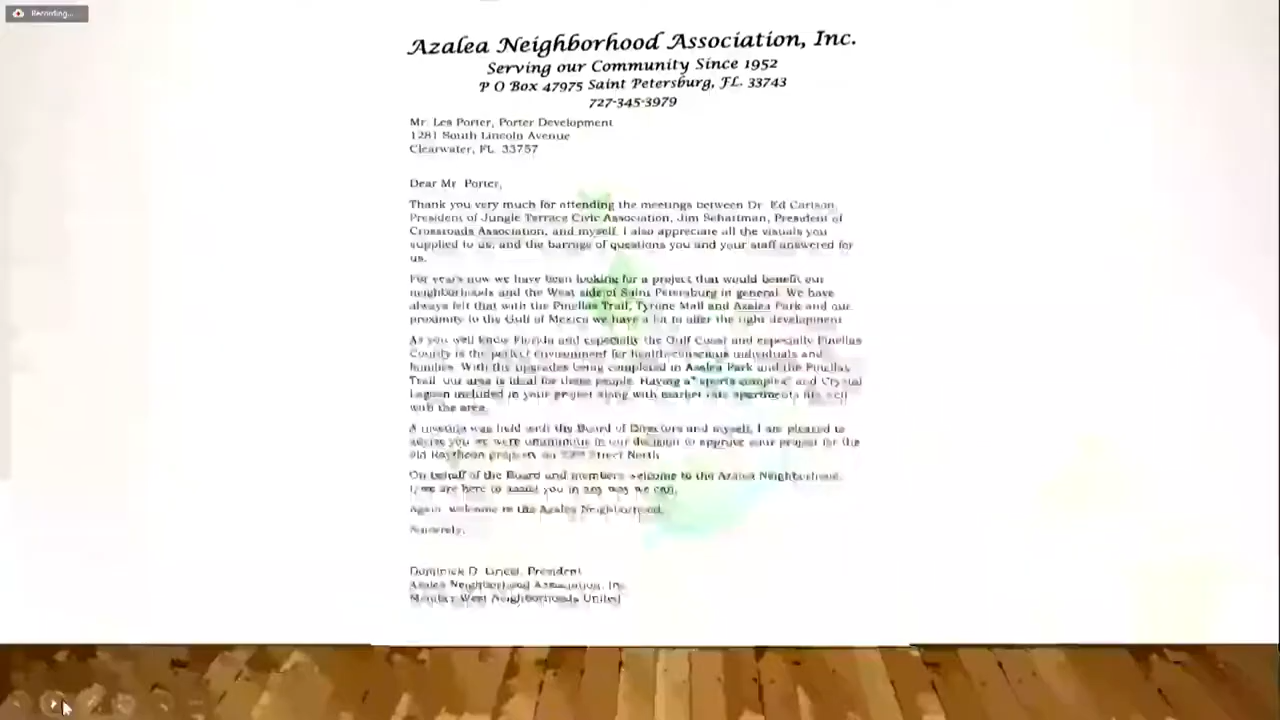 Recording...
Azalea Neighborhood Association, Inc.
Serving our Community Since 1952
P O Box 47975 Saint Petersburg, FL. 33743
727-345-3979
Mr. Les Porter, Porter Development
1281 South Lincoln Avenue
Clearwater, FL 33757
Dear Mr Porter,
Thank you very much for attending the meetings between Dr Ed Carlson,
President of Jungle Terrace Civic Association, Jim Schattman, President of
Crossroads Association, and myself. I also appreciate all the visuals you
supplied to us, and the barrage of questions you and your staff answered for
us.
For years now we have been looking for a project that would benefit our
neighborhoods and the West side of Saint Petersburg in general. We have
always felt that with the Pinellas Trail, Tyrone Mall and Azalea Park and our
proximity to the Gulf of Mexico we have a lot to offer the right development
As you well know Florida and especially the Gulf Coast and especially Pinellas
County is the perfect environment for health-conscious individuals and
families. With the upgrades being completed in Azalea Park and the Pinellas
Trail our area is ideal for these people. Having a "sports complex" and Crystal
Lagoon included in your project along with market rate apartments fits well
with the area.
A meeting was held with the Board of Directors and myself, I am pleased to
advise you we were unanimous in our decision to approve your project for the
old Raytheon property on Street North
On behalf of the Board and members welcome to the Azalea Neighborhood.
we are here to assist you in any way we can.
Again, welcome to the Azalea Neighborhood.
Sincerely,
Dominick D President
Azalea Neighborhood Association, Inc
Member West Neighborhoods United